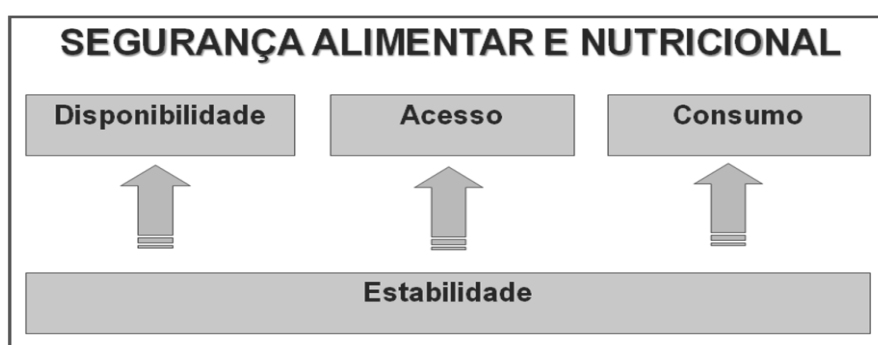 SEGURANÇA ALIMENTAR E NUTRICIONAL
Disponibilidade
Acesso
Consumo
Estabilidade